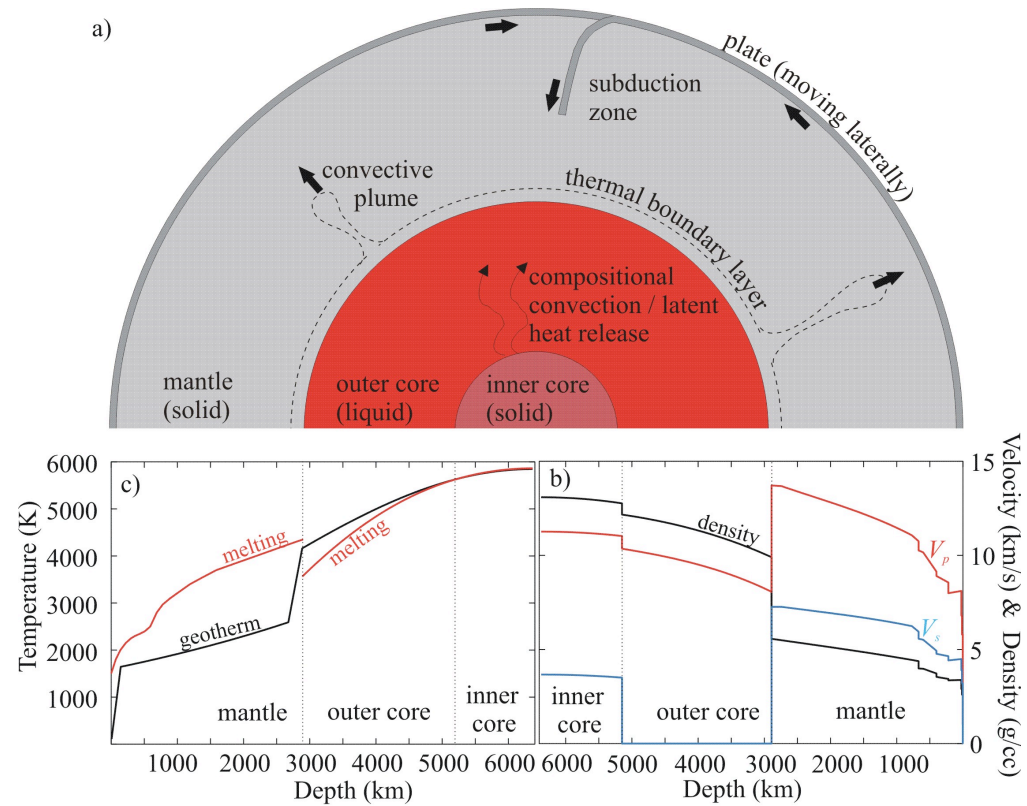 a)
plate (moving laterally)
subduction
zone
convective
plume
thermal boundary layer
compositional
convection / latent
heat release
mantle
(solid)
outer core
(liquid)
inner core
(solid)
c)
Temperature (K)
6000
5000
4000
3000
2000
1000
melting
melting
geotherm
mantle
outer core
inner
core
1000
2000
3000
4000
5000
6000
Depth (km)
b)
density
Vp
Vs
inner
core
outer core
mantle
6000
5000
4000
3000
2000
1000
Depth (km)
15
10
5
0
Velocity (km/s) & Density (g/cc)